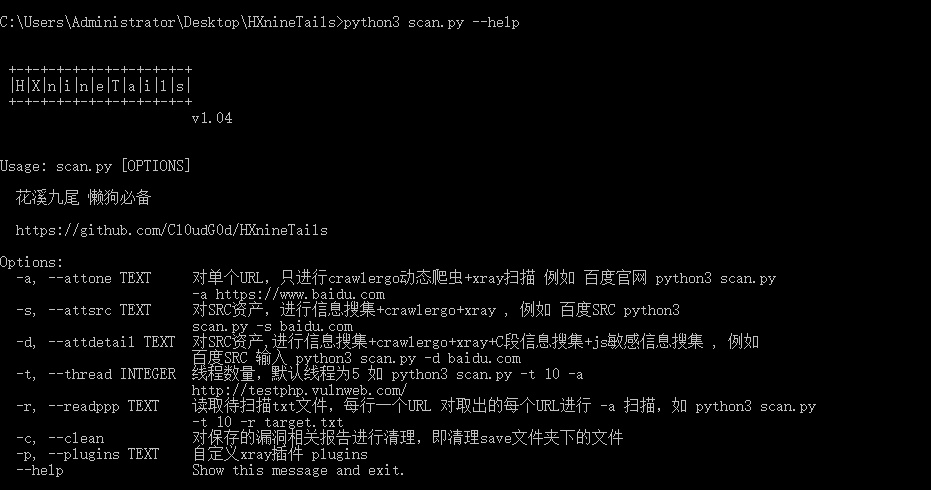 C:\Users\Administrator\Desktop\HXnineTails>python3 scan.py --help
+-+-+-+-+-+-+-+-+-+-+-+
|H|X|n|i|n|e|T|a|i|l|s|
+-+-+-+-+-+-+-+-+-+-+-+
v1.04
Usage: scan.py [OPTIONS]
花溪九尾 懒狗必备
https://github.com/Cl0udG0d/HXnineTails
Options:
-a, --attone TEXT 对单个URL，只进行crawlergo动态爬虫+xray扫描 例如 百度官网 python3 scan.py
-a https://www.baidu.com
-s, --attsrc TEXT 对SRC资产，进行信息搜集+crawlergo+xray , 例如 百度SRC python3
scan.py -s baidu.com
-d, --attdetail TEXT 对SRC资产,进行信息搜集+crawlergo+xray+C段信息搜集+js敏感信息搜集 , 例如
百度SRC 输入 python3 scan.py -d baidu.com
-t, --thread INTEGER 线程数量，默认线程为5 如 python3 scan.py -t 10 -a
http://testphp.vulnweb.com/
-r, --readppp TEXT 读取待扫描txt文件，每行一个URL 对取出的每个URL进行 -a 扫描，如 python3 scan.py
-t 10 -r target.txt
-c, --clean 对保存的漏洞相关报告进行清理，即清理save文件夹下的文件
-p, --plugins TEXT 自定义xray插件 plugins
--help Show this message and exit.